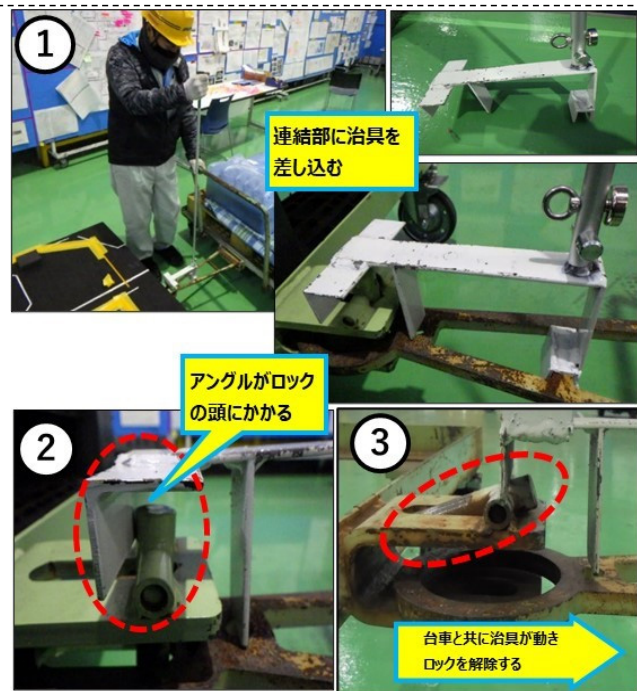 ①
連結部に治具を
差し込む
アングルがロック
の頭にかかる
②
③
台車と共に治具が動き
ロックを解除する